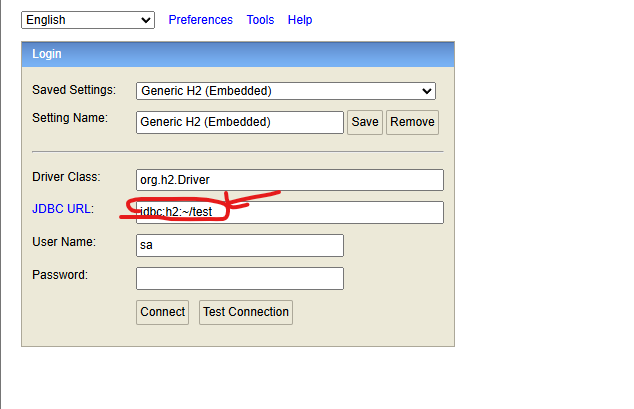 English Preferences Tools Help
Login
Saved Settings: Generic H2 (Embedded)
Setting Name: Generic H2 (Embedded) Save Remove
Driver Class: org.h2.Driver
JDBC URL: jdbc:h2:~/test
User Name: sa
Password:
Connect Test Connection